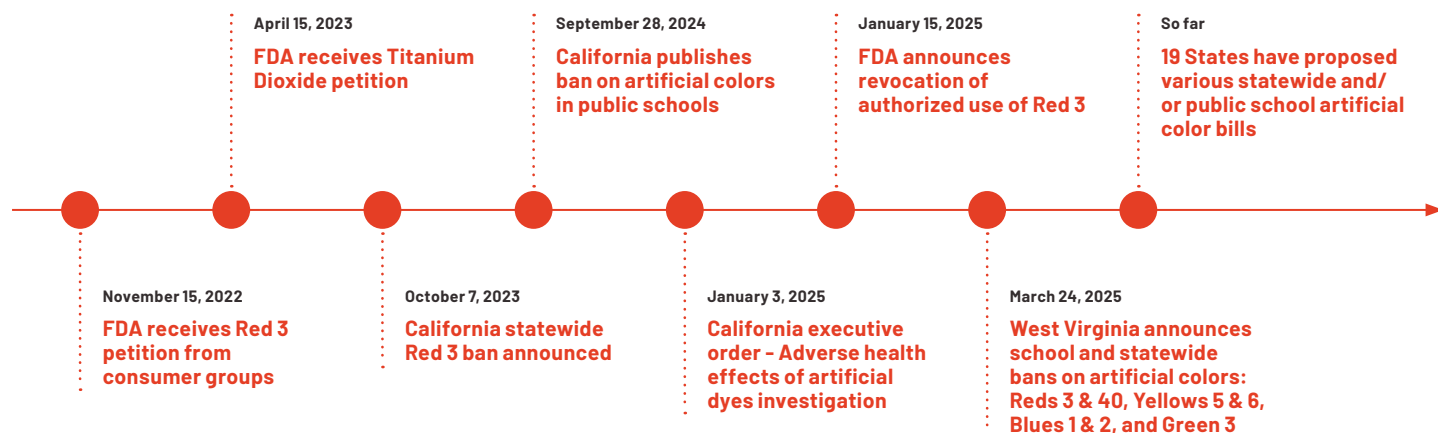 April 15, 2023
FDA receives Titanium
Dioxide petition
September 28, 2024
California publishes
ban on artificial colors
in public schools
January 15, 2025
FDA announces
revocation of
authorized use of Red 3
So far
19 States have proposed
various statewide and/
or public school artificial
color bills
November 15, 2022
FDA receives Red 3
petition from
consumer groups
October 7, 2023
California statewide
Red 3 ban announced
January 3, 2025
California executive
order - Adverse health
effects of artificial
dyes investigation
March 24, 2025
West Virginia announces
school and statewide
bans on artificial colors:
Reds 3 & 40, Yellows 5 & 6,
Blues 1 & 2, and Green 3